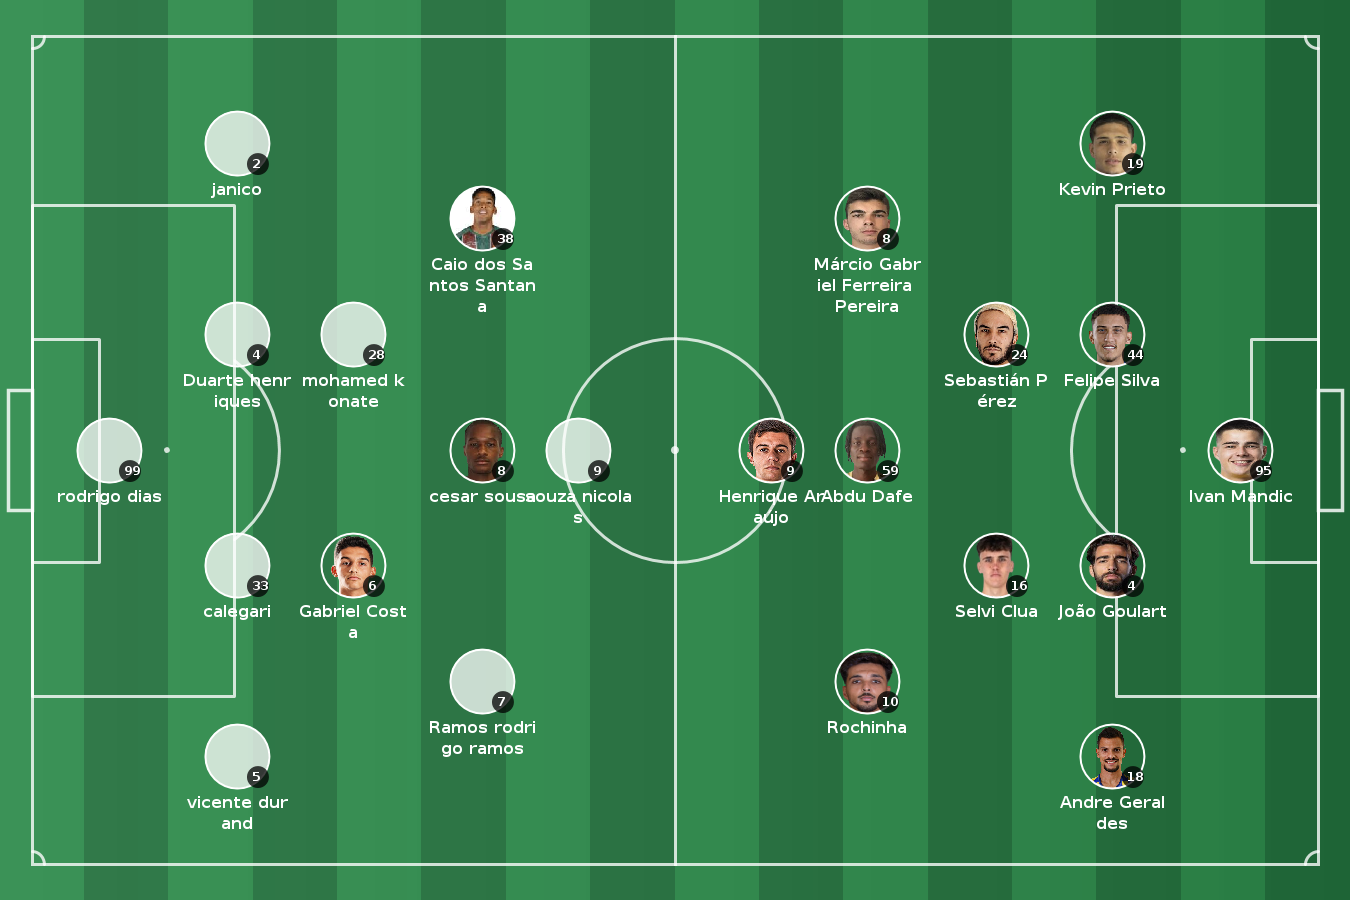 2
janico
19
Kevin Prieto
38
Caio dos Sa
ntos Santan
a
8
Márcio Gabr
iel Ferreira
Pereira
4
Duarte henr
iques
28
mohamed k
onate
24
Sebastián P
érez
44
Felipe Silva
99
rodrigo dias
8
cesar sousa
9
souza nicola
s
9
Henrique Ar
aujo
59
Abdu Dafe
95
Ivan Mandic
33
calegari
6
Gabriel Cost
a
16
Selvi Clua
4
João Goulart
7
Ramos rodri
go ramos
10
Rochinha
5
vicente dur
and
18
Andre Geral
des